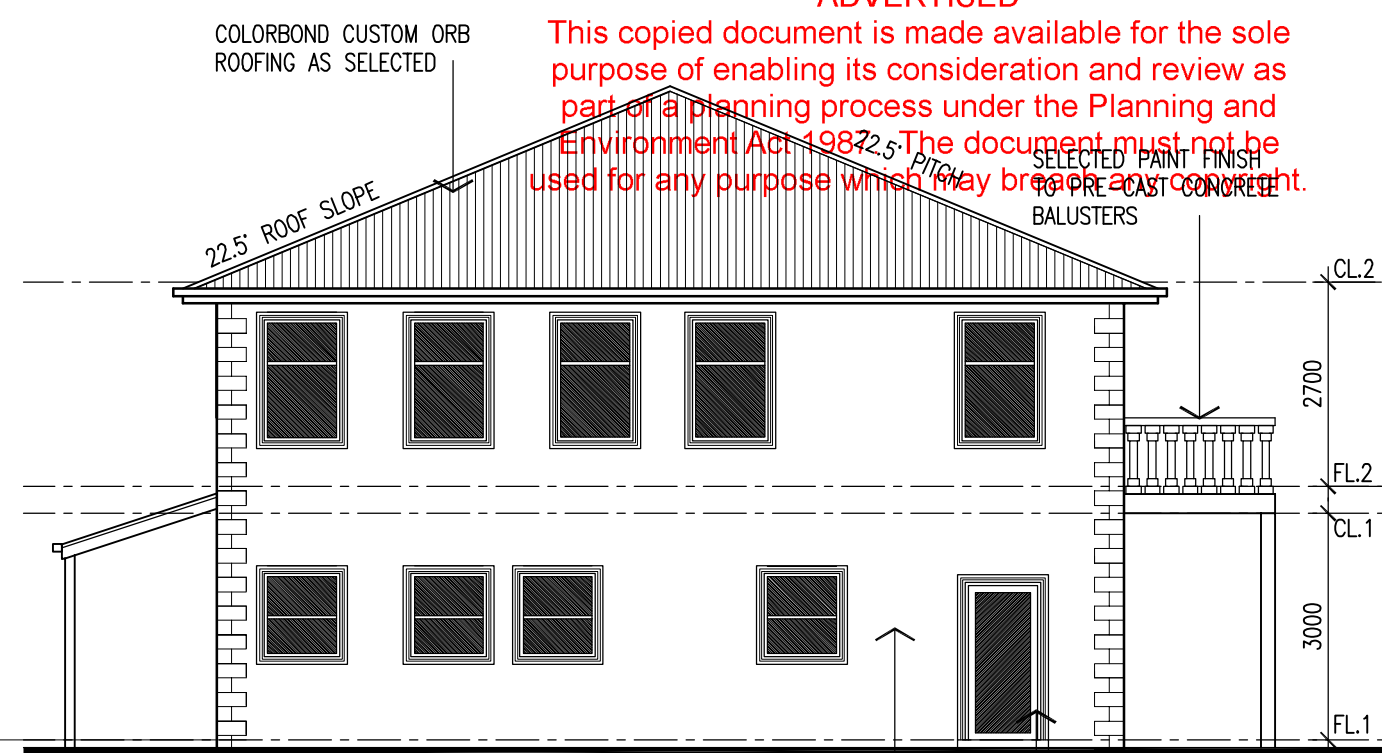 ADVERTISED
This copied document is made available for the sole
purpose of enabling its consideration and review as
part of a planning process under the Planning and
Environment Act 1987. The document must not be
used for any purpose which may breach any copyright.
COLORBOND CUSTOM ORB
ROOFING AS SELECTED
22.5° ROOF SLOPE
22.5° PITCH
SELECTED PAINT FINISH
TO PRE-CAST CONCRETE
BALUSTERS
CL.2
2700
FL.2
CL.1
3000
FL.1